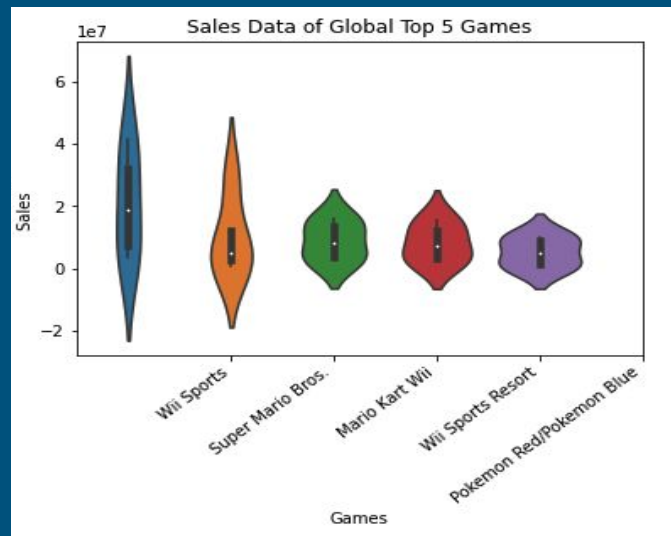 Sales Data of Global Top 5 Games
1e7
6
4
2
0
−2
Sales
Wii Sports
Super Mario Bros.
Mario Kart Wii
Wii Sports Resort
Pokemon Red/Pokemon Blue
Games